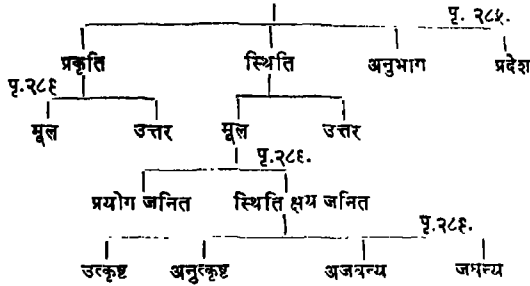 पृ. २८५.
प्रकृति स्थिति अनुभाग प्रदेश
पृ.२८६
मूल उत्तर मूल उत्तर
पृ.२८६.
प्रयोग जनित स्थिति क्षय जनित
पृ.२८६.
उत्कृष्ट अनुत्कृष्ट अजघन्य जघन्य